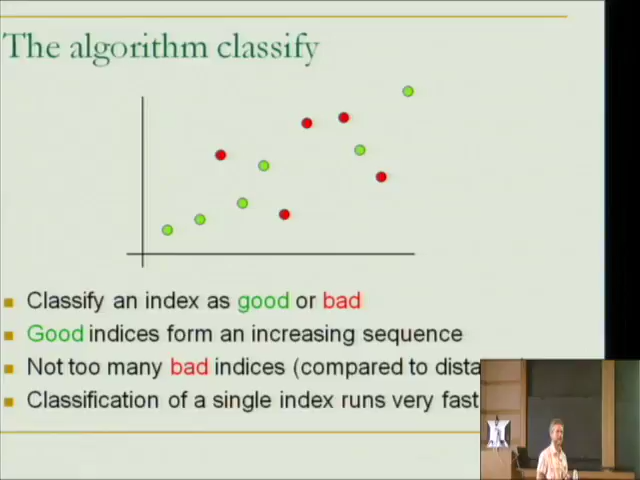 The algorithm classify
Classify an index as good or bad
Good indices form an increasing sequence
Not too many bad indices (compared to
Classification of a single index runs very fast